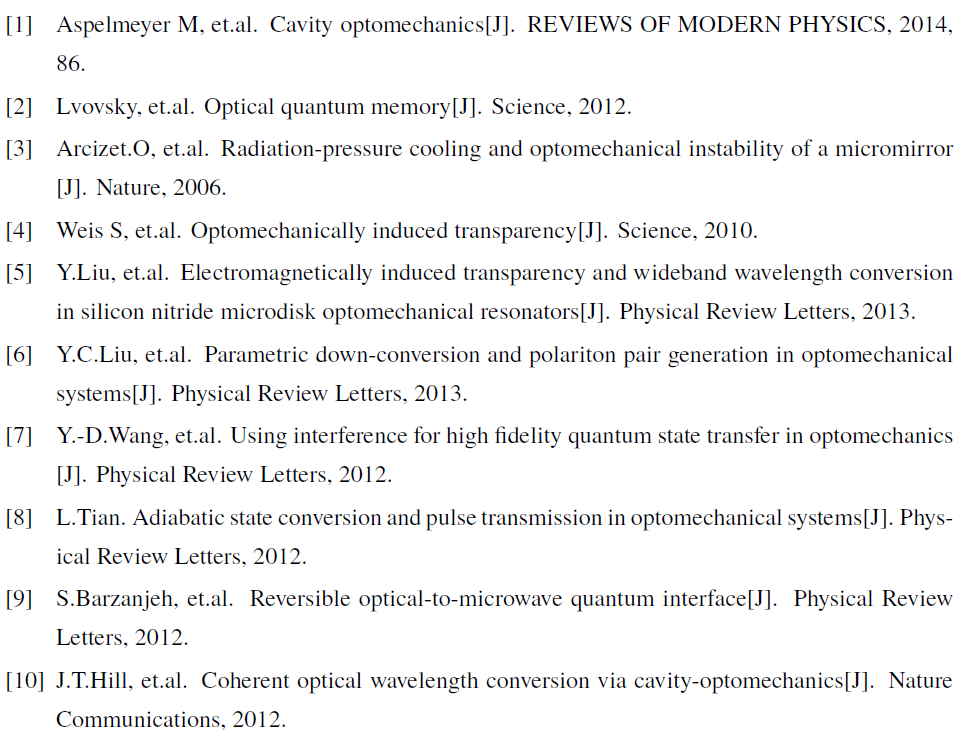 [1] Aspelmeyer M, et.al. Cavity optomechanics[J]. REVIEWS OF MODERN PHYSICS, 2014,
86.
[2] Lvovsky, et.al. Optical quantum memory[J]. Science, 2012.
[3] Arcizet.O, et.al. Radiation-pressure cooling and optomechanical instability of a micromirror
[J]. Nature, 2006.
[4] Weis S, et.al. Optomechanically induced transparency[J]. Science, 2010.
[5] Y.Liu, et.al. Electromagnetically induced transparency and wideband wavelength conversion
in silicon nitride microdisk optomechanical resonators[J]. Physical Review Letters, 2013.
[6] Y.C.Liu, et.al. Parametric down-conversion and polariton pair generation in optomechanical
systems[J]. Physical Review Letters, 2013.
[7] Y.-D.Wang, et.al. Using interference for high fidelity quantum state transfer in optomechanics
[J]. Physical Review Letters, 2012.
[8] L.Tian. Adiabatic state conversion and pulse transmission in optomechanical systems[J]. Phys-
ical Review Letters, 2012.
[9] S.Barzanjeh, et.al. Reversible optical-to-microwave quantum interface[J]. Physical Review
Letters, 2012.
[10] J.T.Hill, et.al. Coherent optical wavelength conversion via cavity-optomechanics[J]. Nature
Communications, 2012.